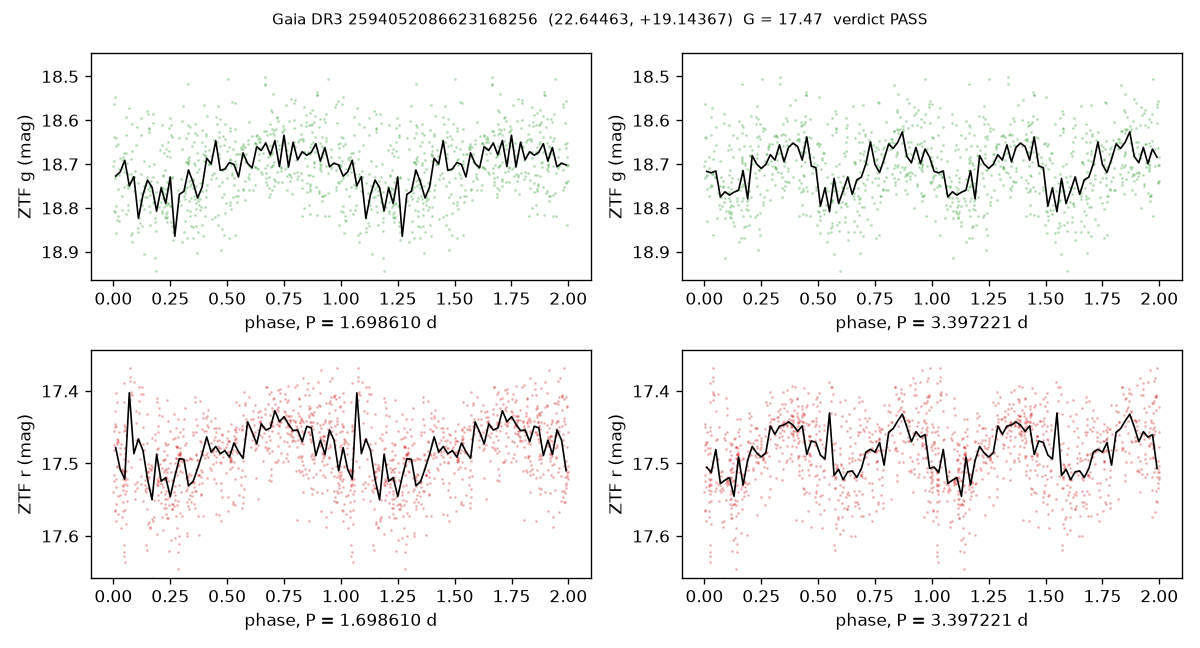 Gaia DR3 2594052086623168256 (22.64463, +19.14367) G = 17.47 verdict PASS
ZTF g (mag)
18.5
18.6
18.7
18.8
18.9
0.00 0.25 0.50 0.75 1.00 1.25 1.50 1.75 2.00
phase, P = 1.698610 d
ZTF g (mag)
18.5
18.6
18.7
18.8
18.9
0.00 0.25 0.50 0.75 1.00 1.25 1.50 1.75 2.00
phase, P = 3.397221 d
ZTF r (mag)
17.4
17.5
17.6
0.00 0.25 0.50 0.75 1.00 1.25 1.50 1.75 2.00
phase, P = 1.698610 d
ZTF r (mag)
17.4
17.5
17.6
0.00 0.25 0.50 0.75 1.00 1.25 1.50 1.75 2.00
phase, P = 3.397221 d